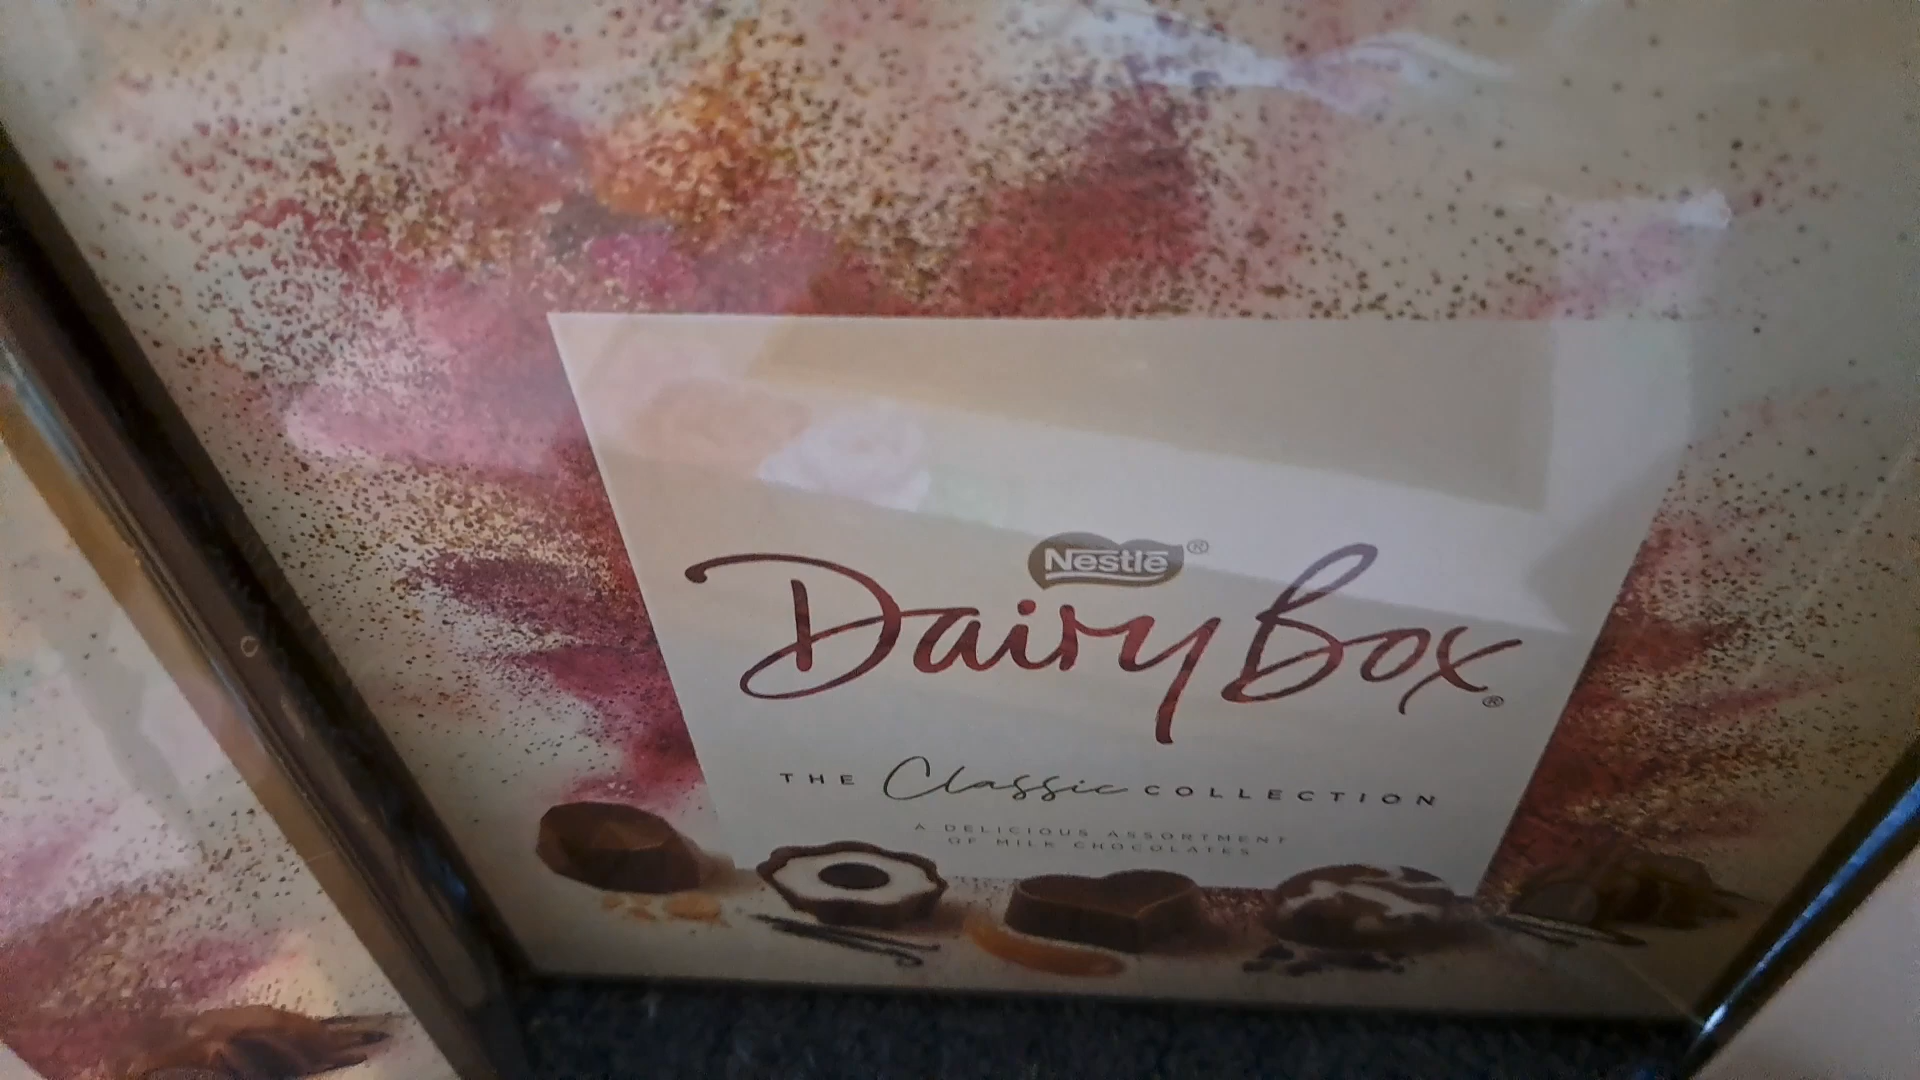 Nestlé®
Dairy Box®
THE Classic COLLECTION
A DELICIOUS ASSORTMENT
OF MILK CHOCOLATES